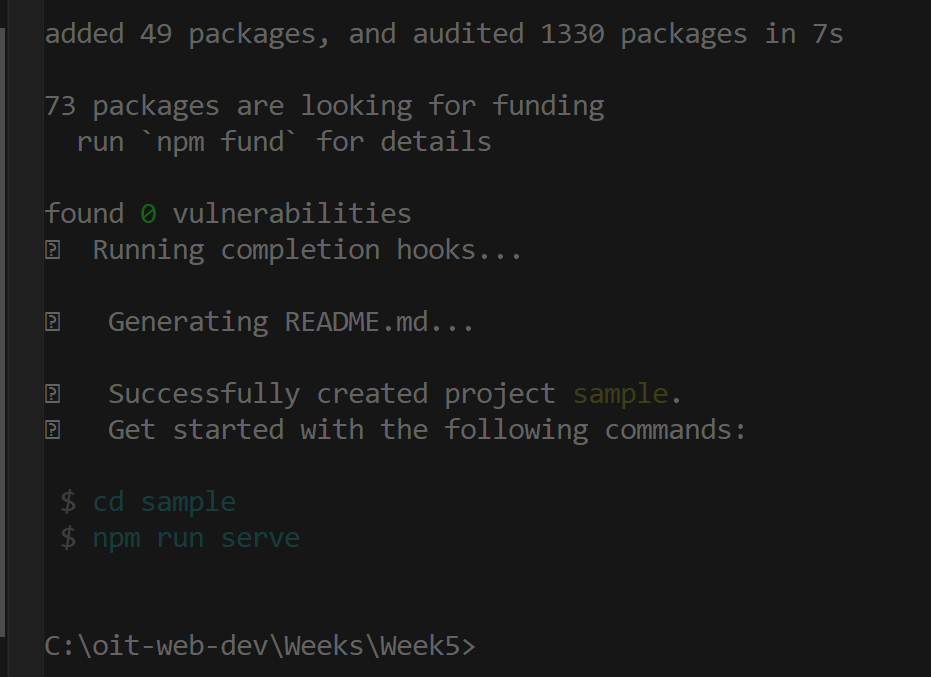 added 49 packages, and audited 1330 packages in 7s
73 packages are looking for funding
run `npm fund` for details
found 0 vulnerabilities
⍰ Running completion hooks...
⍰ Generating README.md...
⍰ Successfully created project sample.
⍰ Get started with the following commands:
$ cd sample
$ npm run serve
C:\oit-web-dev\Weeks\Week5>